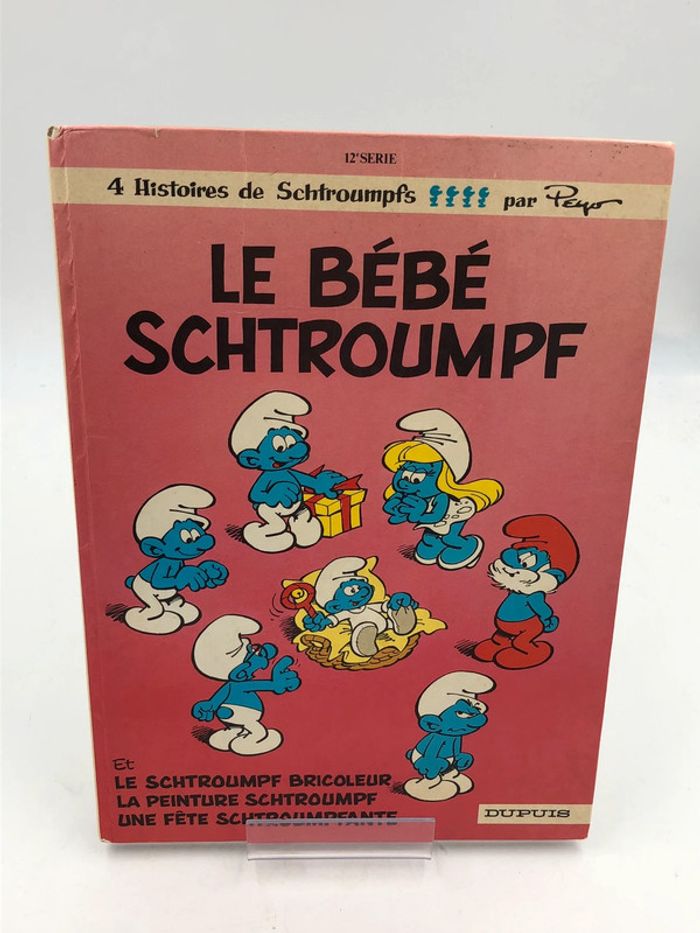 12e SERIE
4 Histoires de Schtroumpfs par Peyo
LE BÉBÉ
SCHTROUMPF
Et
LE SCHTROUMPF BRICOLEUR
LA PEINTURE SCHTROUMPF
UNE FÊTE SCHTROUMPFANTE
DUPUIS